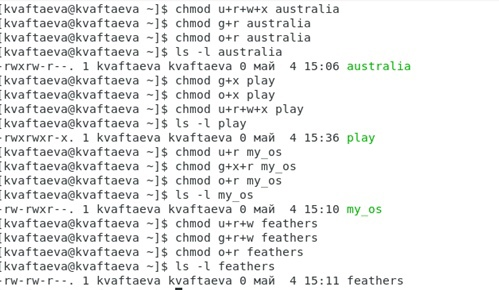 [kvaftaeva@kvaftaeva ~]$ chmod u+r+w+x australia
[kvaftaeva@kvaftaeva ~]$ chmod g+r australia
[kvaftaeva@kvaftaeva ~]$ chmod o+r australia
[kvaftaeva@kvaftaeva ~]$ ls -l australia
-rwxrw-r--. 1 kvaftaeva kvaftaeva 0 май  4 15:06 australia
[kvaftaeva@kvaftaeva ~]$ chmod g+x play
[kvaftaeva@kvaftaeva ~]$ chmod o+x play
[kvaftaeva@kvaftaeva ~]$ chmod u+r+w+x play
[kvaftaeva@kvaftaeva ~]$ ls -l play
-rwxrwxr-x. 1 kvaftaeva kvaftaeva 0 май  4 15:36 play
[kvaftaeva@kvaftaeva ~]$ chmod u+r my_os
[kvaftaeva@kvaftaeva ~]$ chmod g+x+r my_os
[kvaftaeva@kvaftaeva ~]$ chmod o+r my_os
[kvaftaeva@kvaftaeva ~]$ ls -l my_os
-rw-rwxr--. 1 kvaftaeva kvaftaeva 0 май  4 15:10 my_os
[kvaftaeva@kvaftaeva ~]$ chmod u+r+w feathers
[kvaftaeva@kvaftaeva ~]$ chmod g+r+w feathers
[kvaftaeva@kvaftaeva ~]$ chmod o+r feathers
[kvaftaeva@kvaftaeva ~]$ ls -l feathers
-rw-rw-r--. 1 kvaftaeva kvaftaeva 0 май  4 15:11 feathers